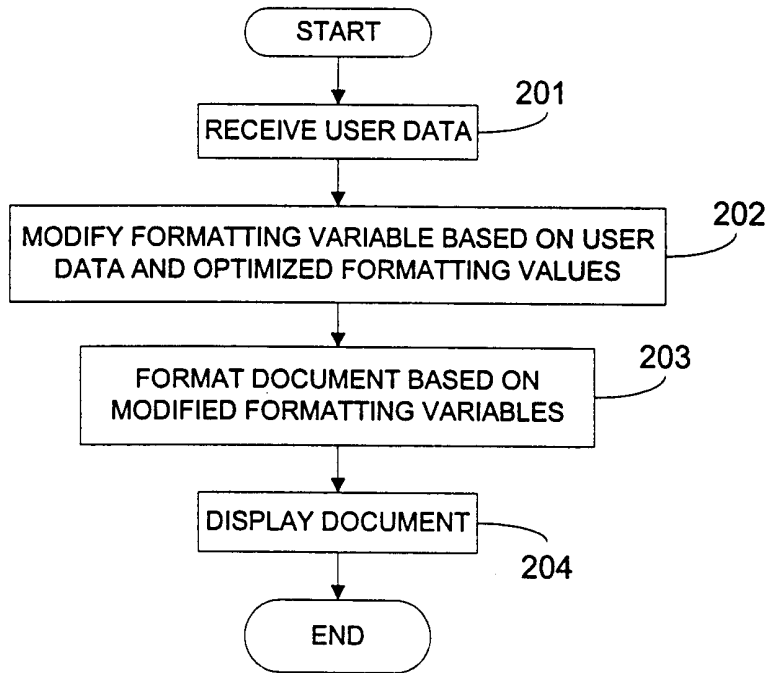 START
201
RECEIVE USER DATA
202
MODIFY FORMATTING VARIABLE BASED ON USER
DATA AND OPTIMIZED FORMATTING VALUES
203
FORMAT DOCUMENT BASED ON
MODIFIED FORMATTING VARIABLES
DISPLAY DOCUMENT
204
END